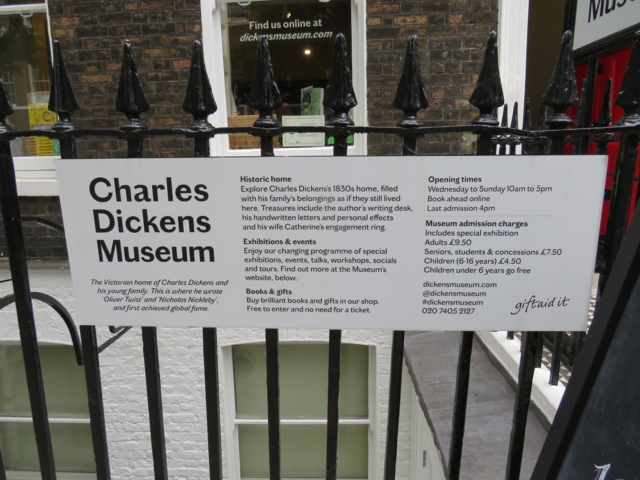 Find us online at
dickensmuseum.com
Mus
Charles
Dickens
Museum
The Victorian home of Charles Dickens and
his young family. This is where he wrote
'Oliver Twist' and 'Nicholas Nickleby',
and first achieved global fame.
Historic home
Explore Charles Dickens's 1830s home, filled
with his family's belongings as if they still lived
here. Treasures include the author's writing desk,
his handwritten letters and personal effects
and his wife Catherine's engagement ring.
Exhibitions & events
Enjoy our changing programme of special
exhibitions, events, talks, workshops, socials
and tours. Find out more at the Museum's
website, below.
Books & gifts
Buy brilliant books and gifts in our shop.
Free to enter and no need for a ticket.
Opening times
Wednesday to Sunday 10am to 5pm
Book ahead online
Last admission 4pm
Museum admission charges
Includes special exhibition
Adults £9.50
Seniors, students & concessions £7.50
Children (6-16 years) £4.50
Children under 6 years go free
dickensmuseum.com
@dickensmuseum
#dickensmuseum
020 7405 2127
giftaid it